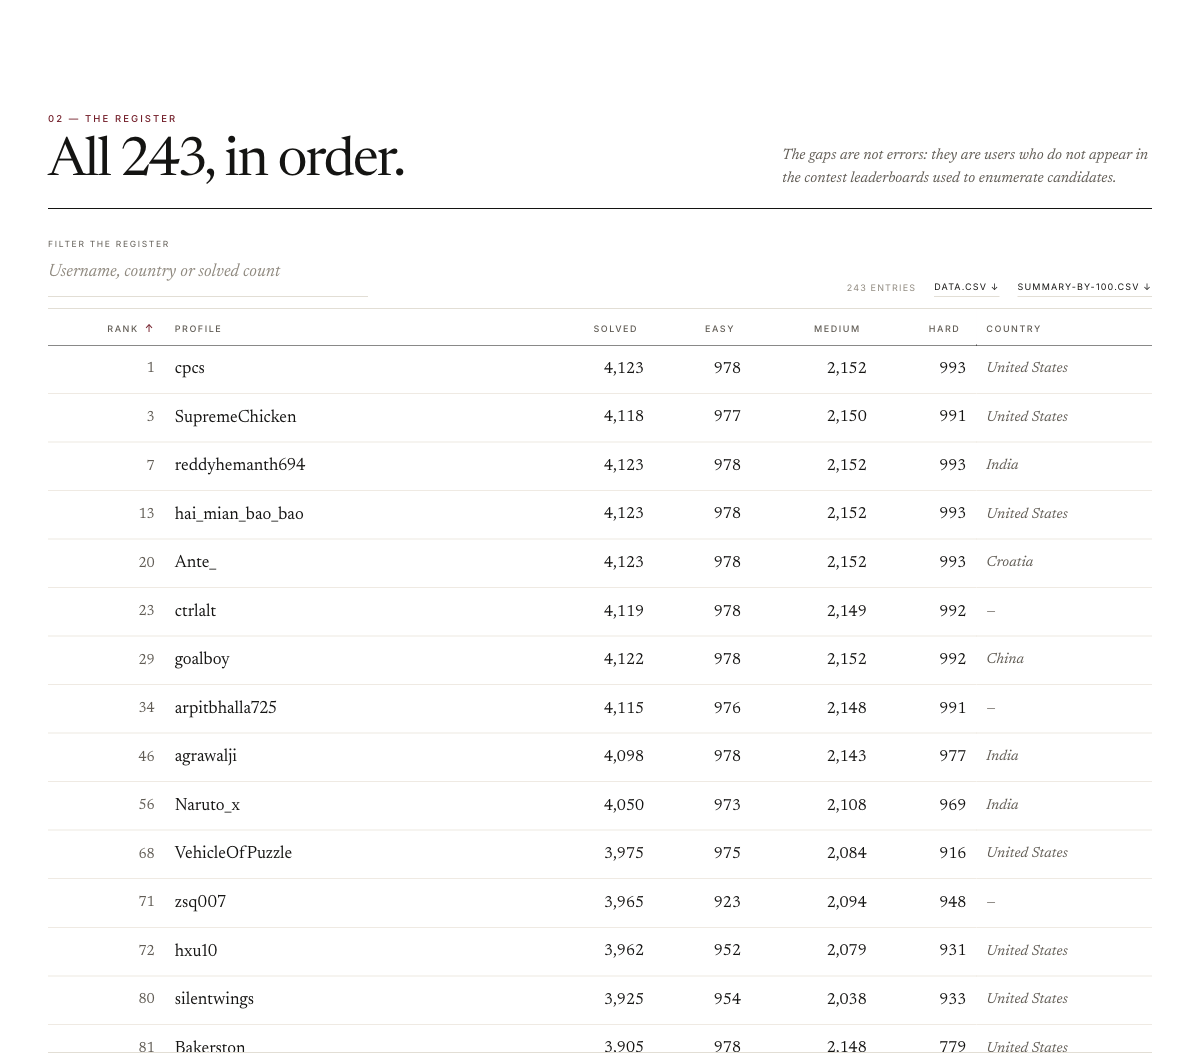 02 — THE REGISTER
All 243, in order.
The gaps are not errors: they are users who do not appear in
the contest leaderboards used to enumerate candidates.
FILTER THE REGISTER
Username, country or solved count
243 ENTRIES DATA.CSV ↓ SUMMARY-BY-100.CSV ↓
RANK ↑ PROFILE SOLVED EASY MEDIUM HARD COUNTRY
1 cpcs 4,123 978 2,152 993 United States
3 SupremeChicken 4,118 977 2,150 991 United States
7 reddyhemanth694 4,123 978 2,152 993 India
13 hai_mian_bao_bao 4,123 978 2,152 993 United States
20 Ante_ 4,123 978 2,152 993 Croatia
23 ctrlalt 4,119 978 2,149 992 –
29 goalboy 4,122 978 2,152 992 China
34 arpitbhalla725 4,115 976 2,148 991 –
46 agrawalji 4,098 978 2,143 977 India
56 Naruto_x 4,050 973 2,108 969 India
68 VehicleOfPuzzle 3,975 975 2,084 916 United States
71 zsq007 3,965 923 2,094 948 –
72 hxu10 3,962 952 2,079 931 United States
80 silentwings 3,925 954 2,038 933 United States
81 Bakerston 3,905 978 2,148 779 United States